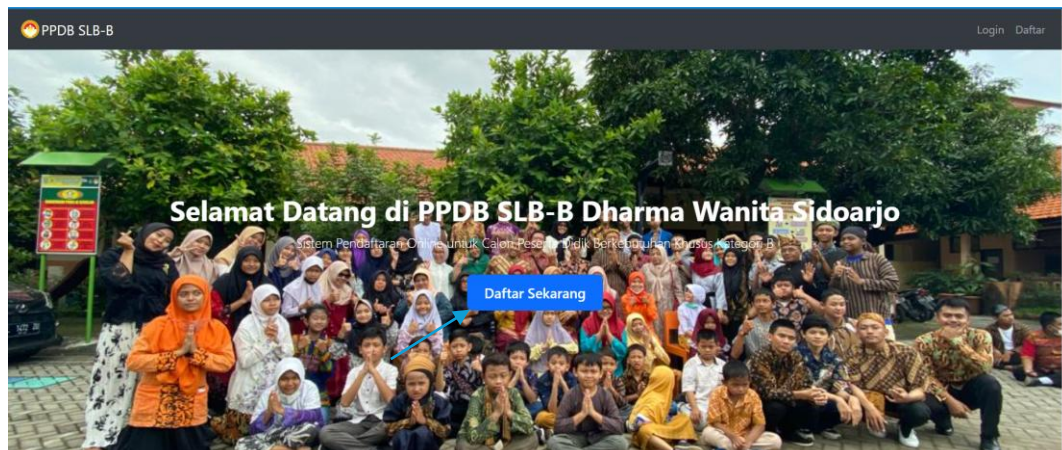 PPDB SLB-B
Login Daftar
Selamat Datang di PPDB SLB-B Dharma Wanita Sidoarjo
Sistem Pendaftaran Online untuk Calon Peserta Didik Berkebutuhan Khusus Kategori B
Daftar Sekarang